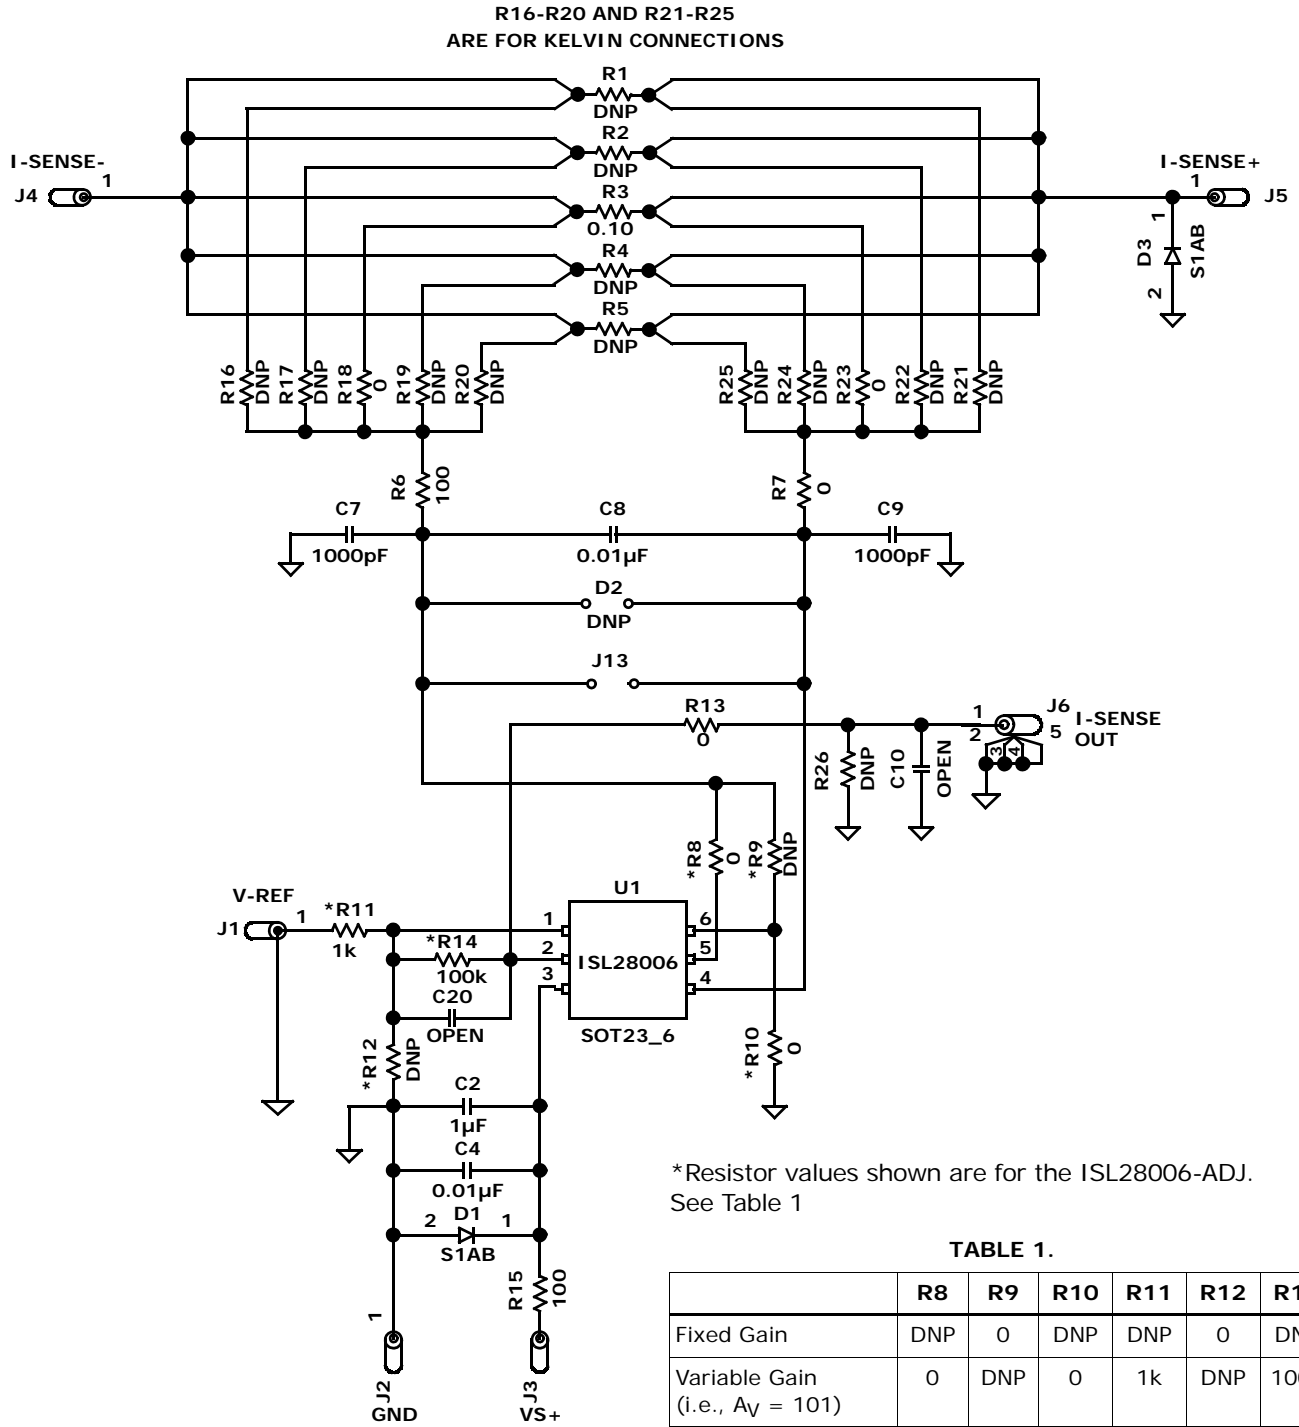 R16-R20 AND R21-R25
ARE FOR KELVIN CONNECTIONS
R1
DNP
R2
DNP
I-SENSE-
J4 1
R3
0.10
I-SENSE+
1 J5
R4
DNP
D3 1 2 S1AB
R5
DNP
R16 DNP
R17 DNP
R18 0
R19 DNP
R20 DNP
R25 DNP
R24 DNP
R23 0
R22 DNP
R21 DNP
R6 100
R7 0
C7
1000pF
C8
0.01µF
C9
1000pF
D2
DNP
J13
R13
0
R26 DNP
C10 OPEN
1 J6 I-SENSE
2 3 4 5 OUT
*R8 0
*R9 DNP
U1
V-REF
J1 1
*R11
1k
*R14
100k
C20
OPEN
1 6
2 ISL28006 5
3 4
SOT23_6
*R12 DNP
*R10 0
C2
1µF
C4
0.01µF
2 D1 1
S1AB
R15 100
1
J2
GND
J3
VS+
*Resistor values shown are for the ISL28006-ADJ.
See Table 1
TABLE 1.
R8 R9 R10 R11 R12
Fixed Gain DNP 0 DNP DNP 0
Variable Gain 0 DNP 0 1k DNP
(i.e., AV = 101)